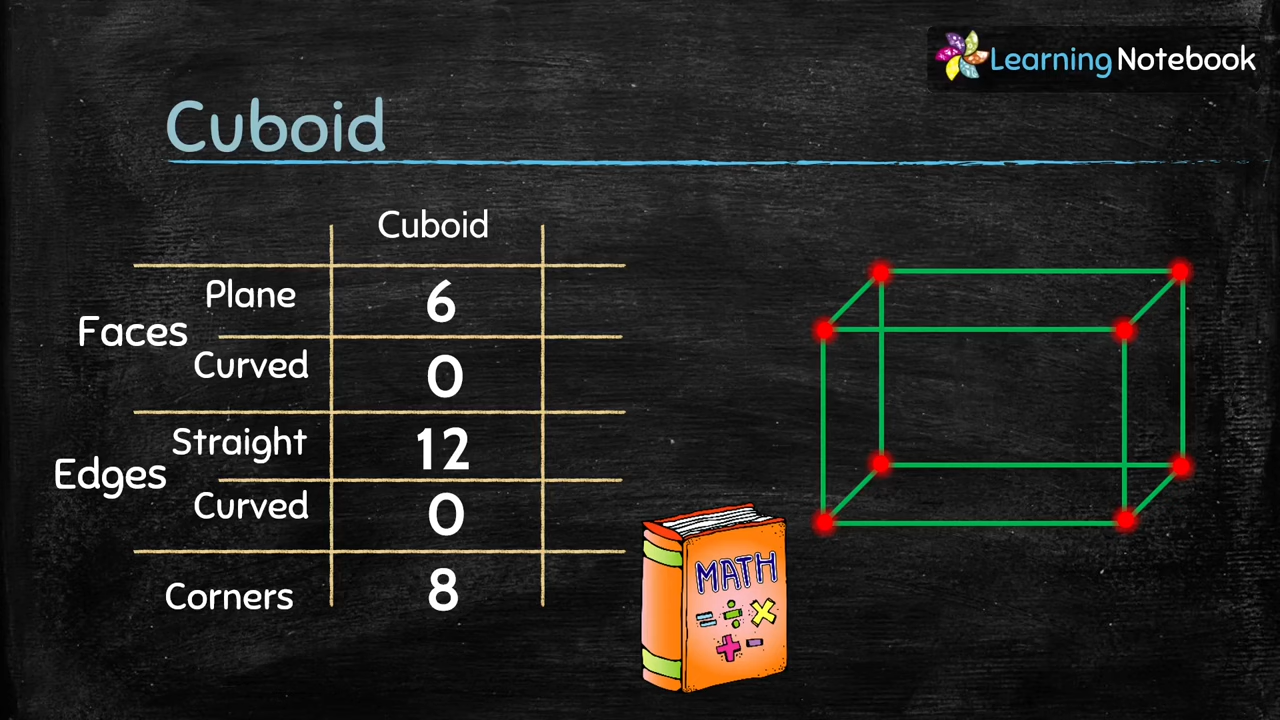 Learning Notebook
Cuboid
Cuboid
Faces
Plane 6
Curved 0
Edges
Straight 12
Curved 0
Corners 8
MATH
= ÷ ×
+ -